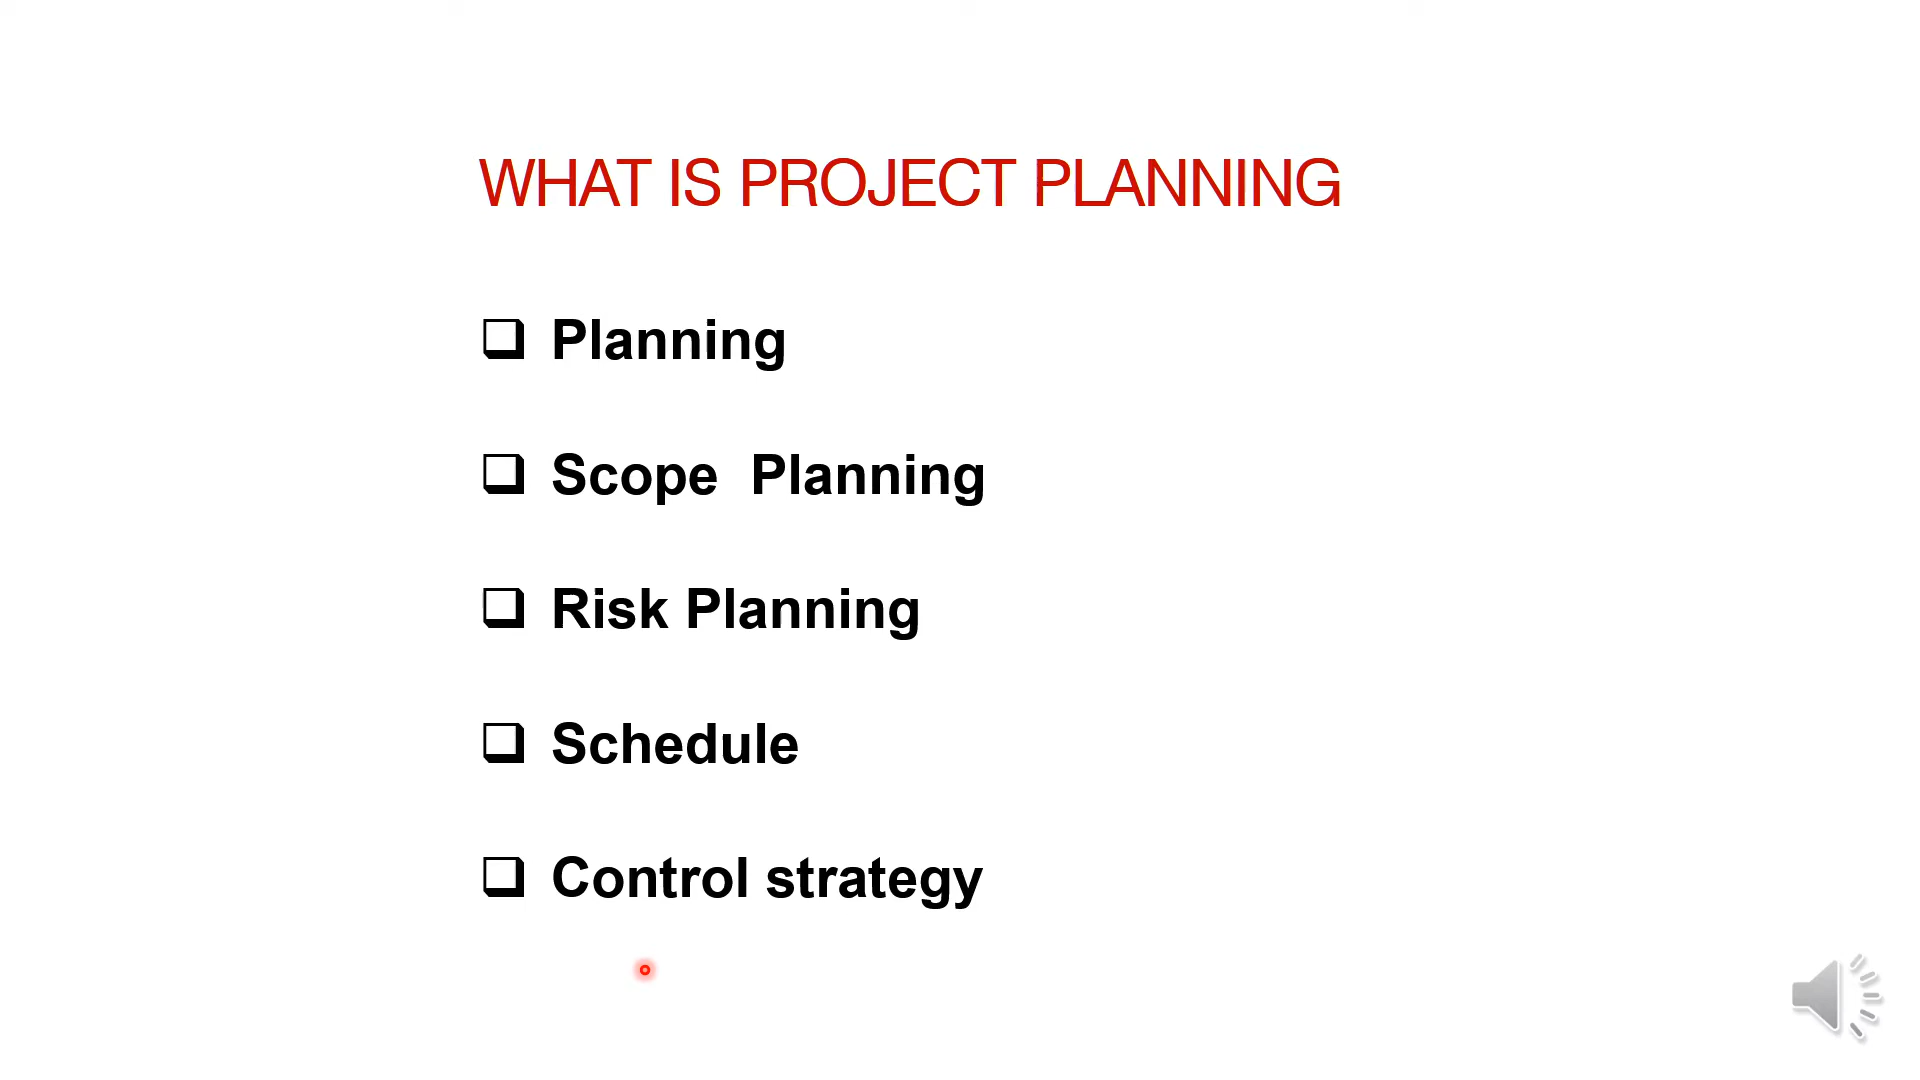 WHAT IS PROJECT PLANNING
Planning
Scope  Planning
Risk Planning
Schedule
Control strategy